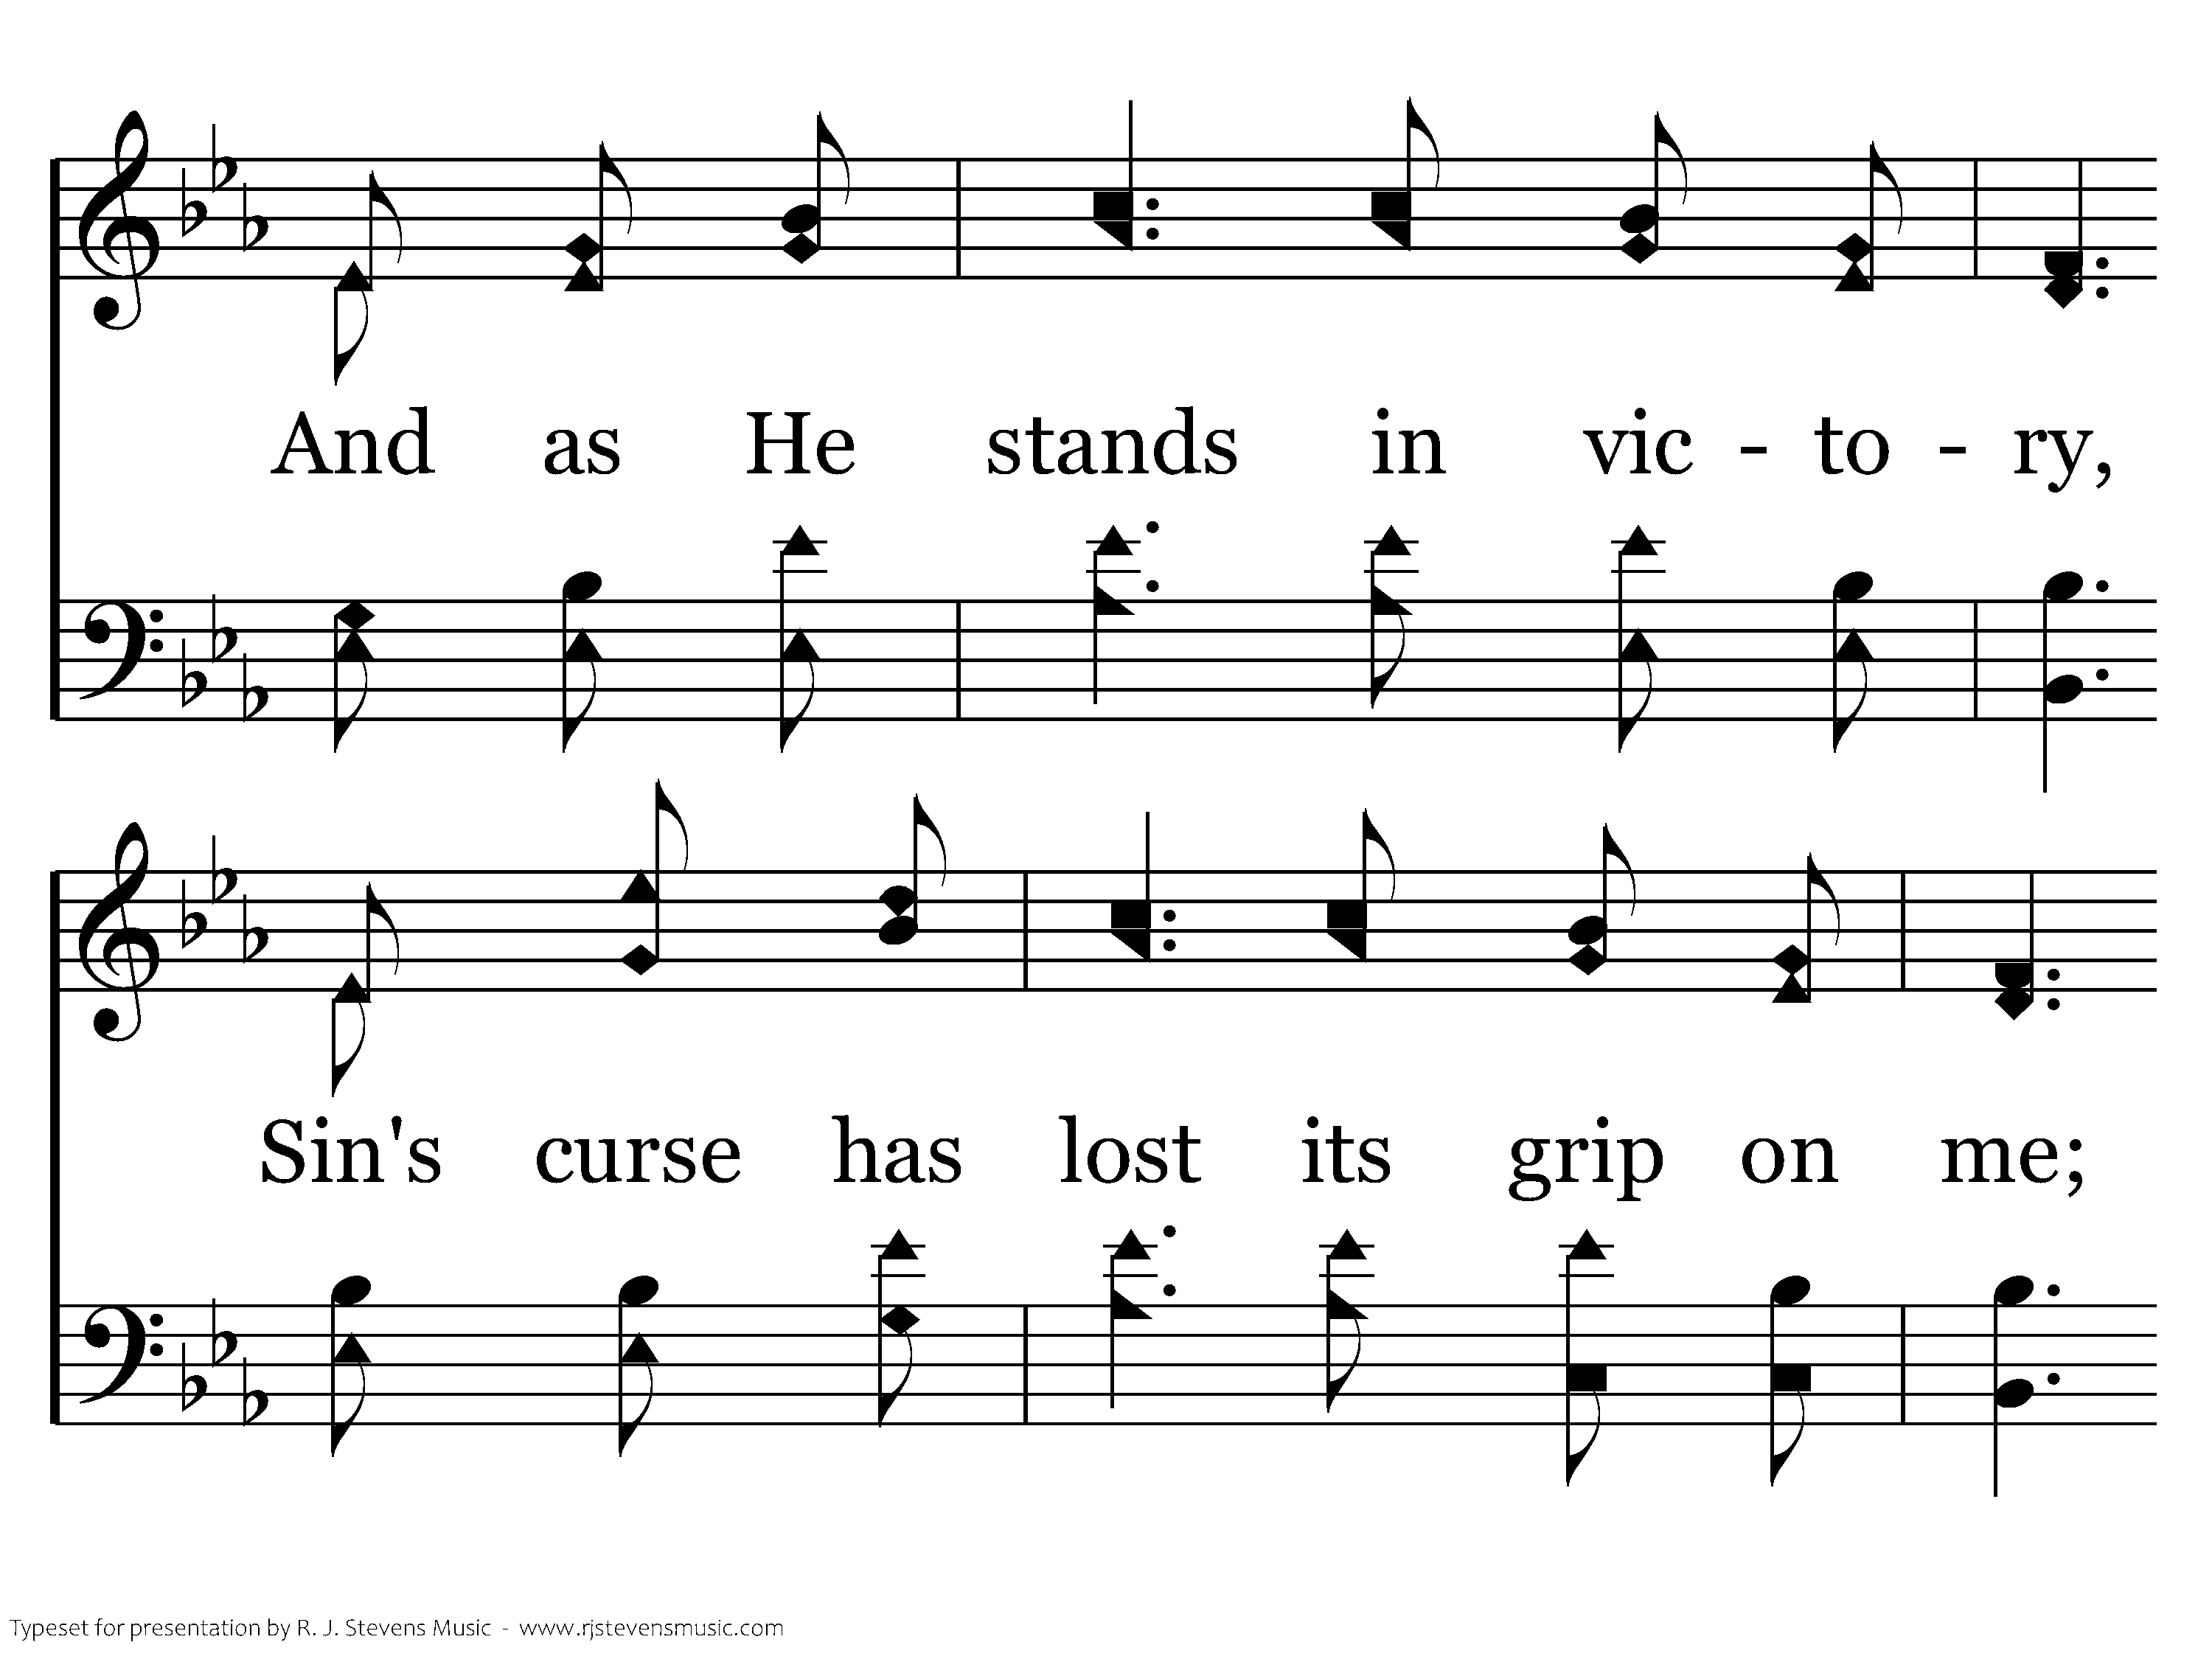 And as He stands in vic - to - ry,
Sin's curse has lost its grip on me;
Typeset for presentation by R. J. Stevens Music - www.rjstevensmusic.com